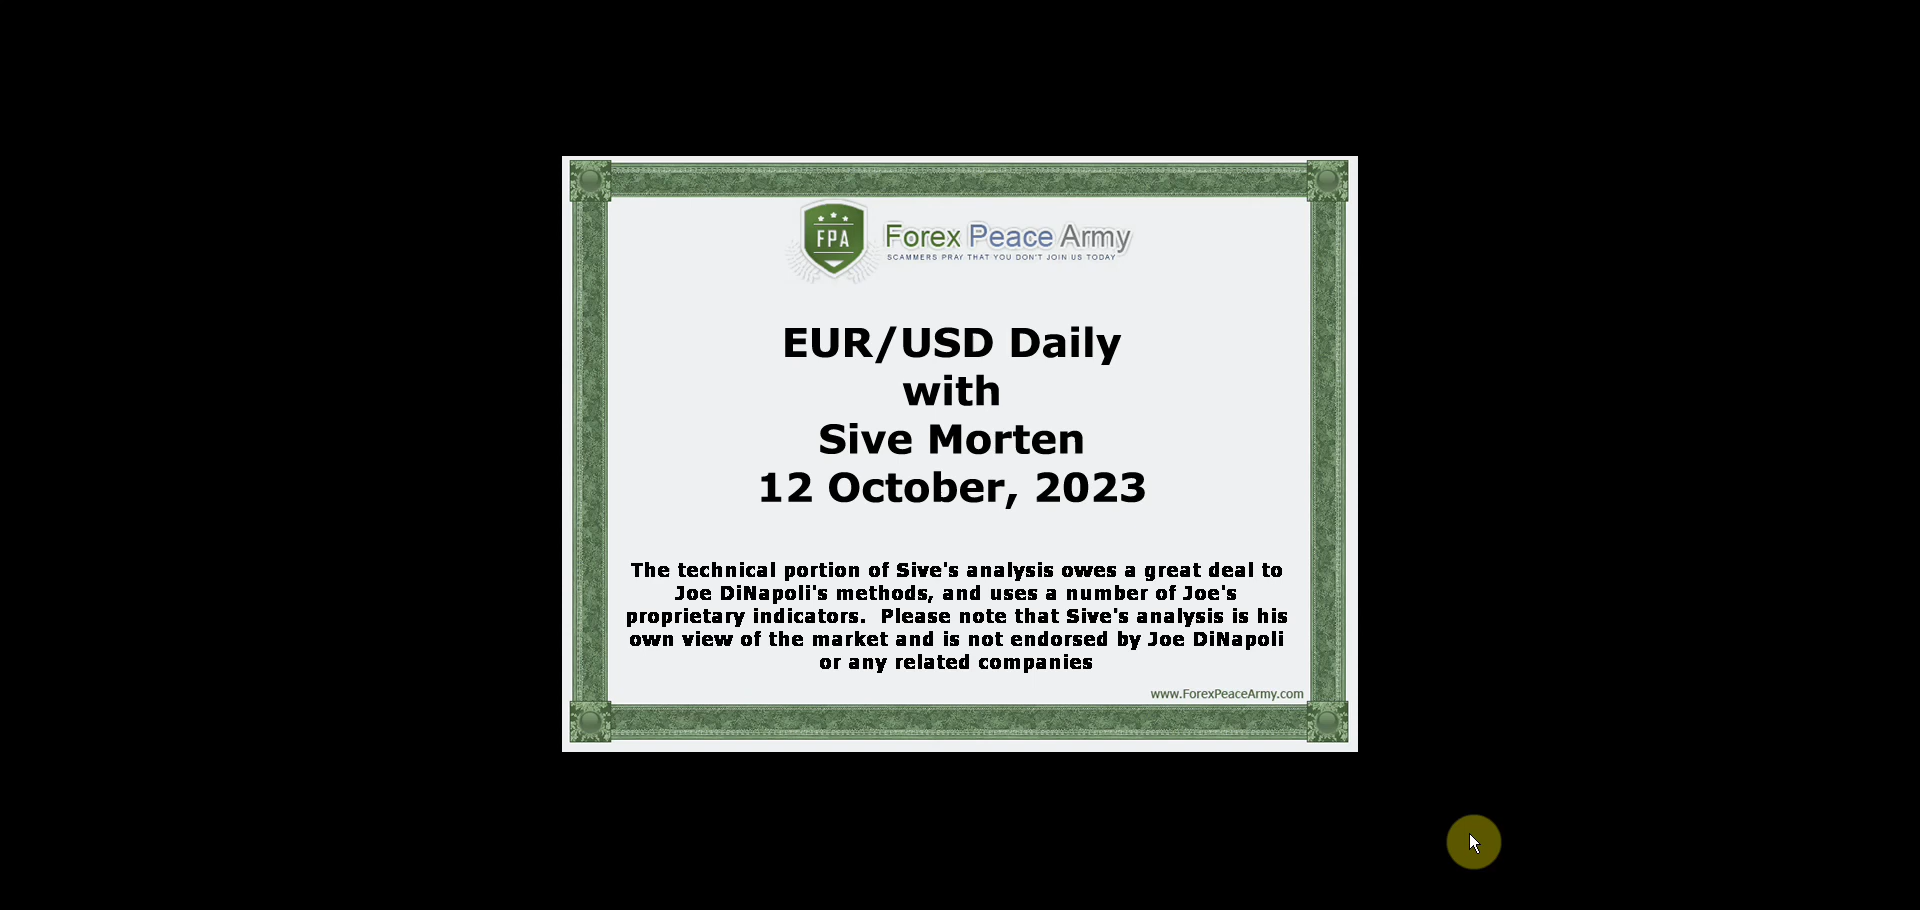 FPA
Forex Peace Army
SCAMMERS PRAY THAT YOU DON'T JOIN US TODAY
EUR/USD Daily
with
Sive Morten
12 October, 2023
The technical portion of Sive's analysis owes a great deal to
Joe DiNapoli's methods, and uses a number of Joe's
proprietary indicators.  Please note that Sive's analysis is his
own view of the market and is not endorsed by Joe DiNapoli
or any related companies
www.ForexPeaceArmy.com